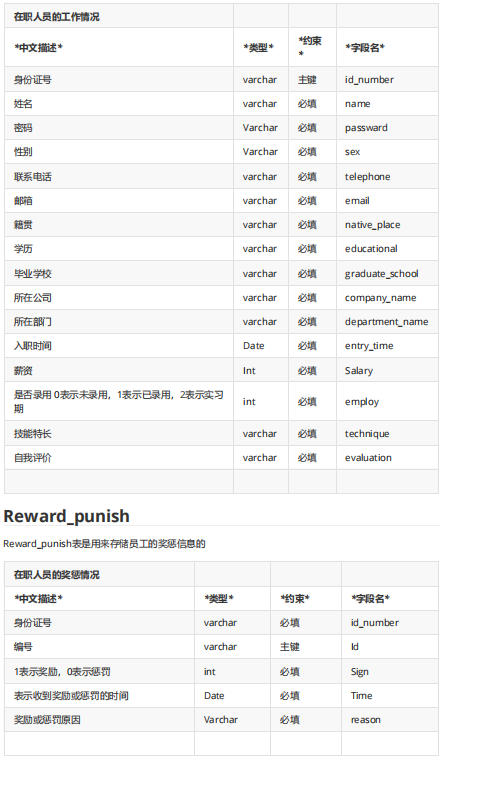 在职人员的工作情况
*中文描述* *类型* *约束* *字段名*
身份证号 varchar 主键 id_number
姓名 varchar 必填 name
密码 Varchar 必填 passward
性别 Varchar 必填 sex
联系电话 varchar 必填 telephone
邮箱 varchar 必填 email
籍贯 varchar 必填 native_place
学历 varchar 必填 educational
毕业学校 varchar 必填 graduate_school
所在公司 varchar 必填 company_name
所在部门 varchar 必填 department_name
入职时间 Date 必填 entry_time
薪资 Int 必填 Salary
是否录用 0表示未录用，1表示已录用，2表示实习期 int 必填 employ
技能特长 varchar 必填 technique
自我评价 varchar 必填 evaluation
Reward_punish
Reward_punish表是用来存储员工的奖惩信息的
在职人员的奖惩情况
*中文描述* *类型* *约束* *字段名*
身份证号 varchar 必填 id_number
编号 varchar 主键 Id
1表示奖励，0表示惩罚 int 必填 Sign
表示收到奖励或惩罚的时间 Date 必填 Time
奖励或惩罚原因 Varchar 必填 reason